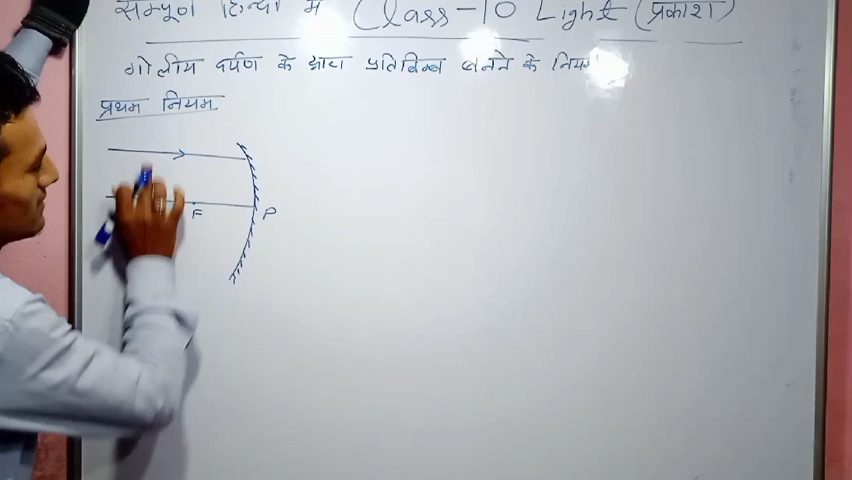 सम्पूर्ण हिन्दी में Class-10 Light (प्रकाश)
गोलीय दर्पण के द्वारा प्रतिबिम्ब बनने के नियम
प्रथम नियम
F P